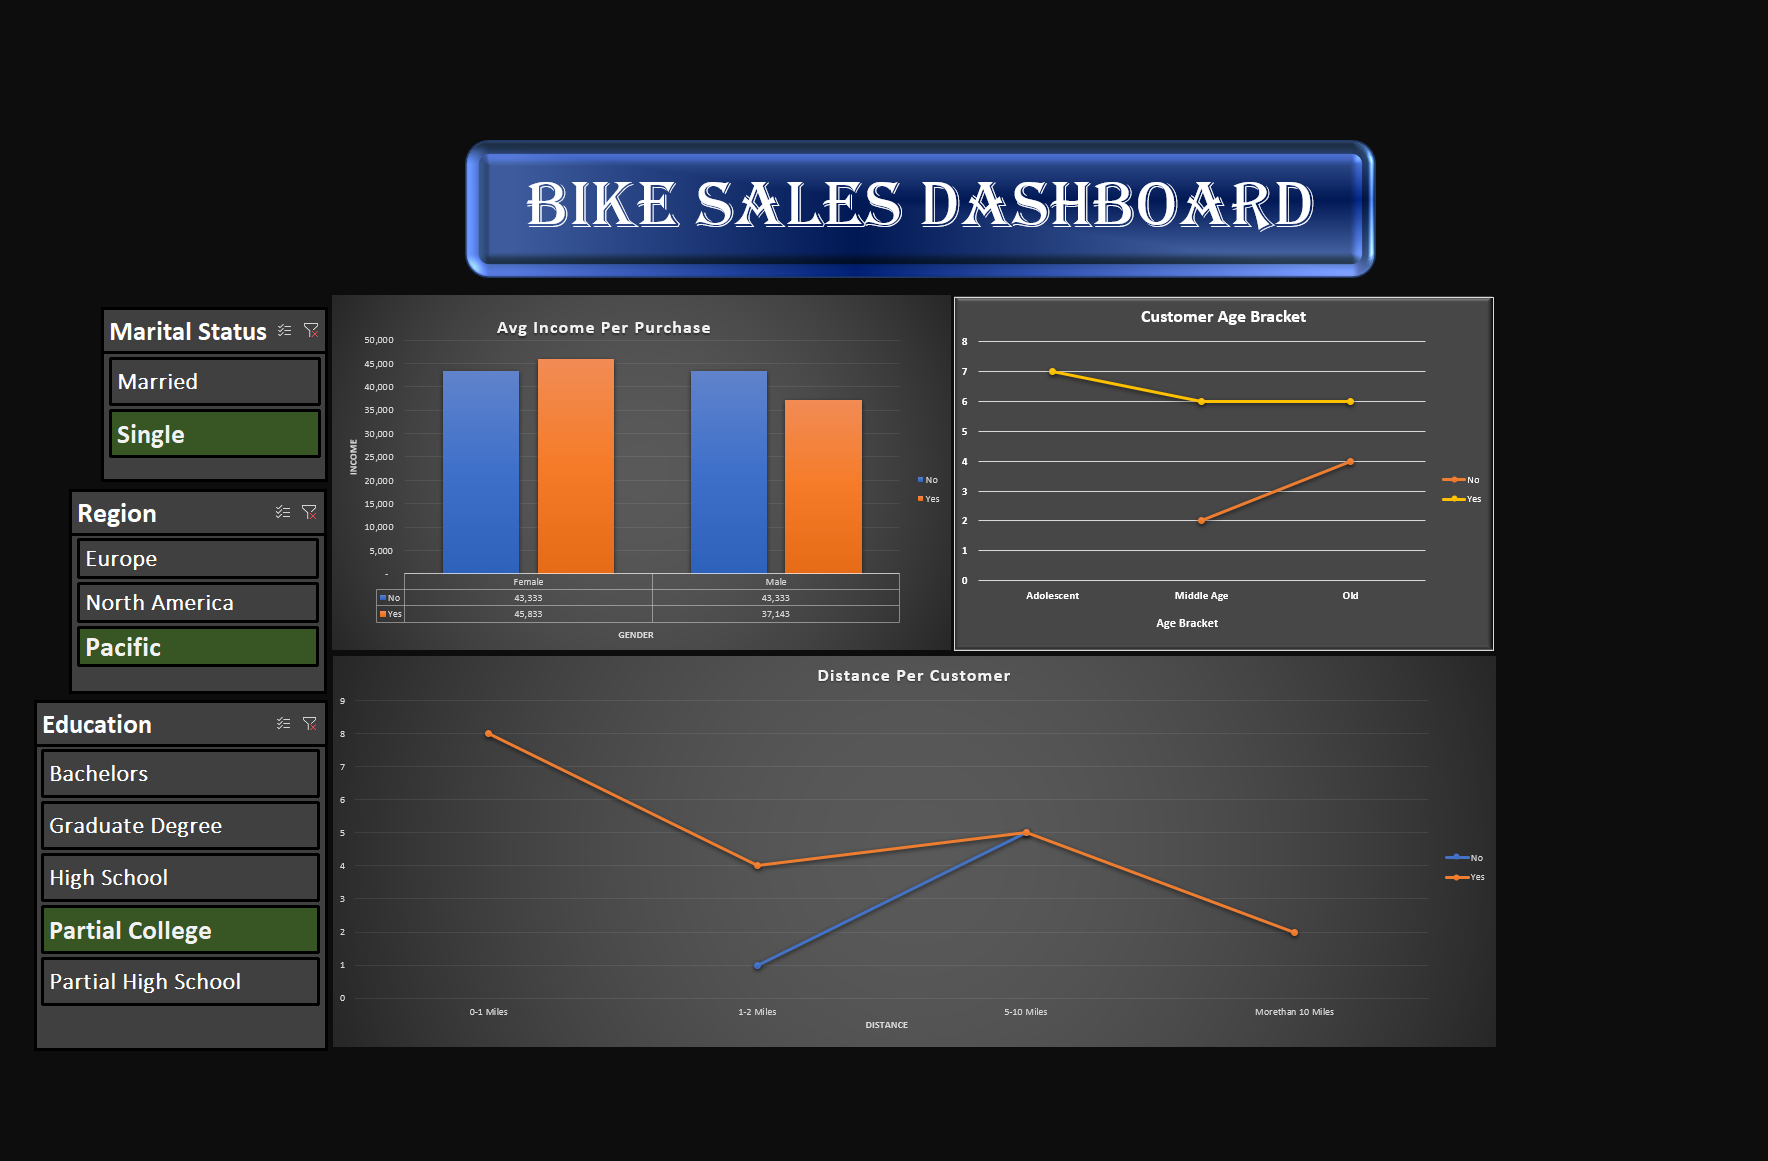 BIKE SALES DASHBOARD
Marital Status
Married
Single
Region
Europe
North America
Pacific
Education
Bachelors
Graduate Degree
High School
Partial College
Partial High School
Avg Income Per Purchase
50,000
45,000
40,000
35,000
30,000
25,000
20,000
15,000
10,000
5,000
-
INCOME
Female Male
No 43,333 43,333
Yes 45,833 37,143
GENDER
No
Yes
Customer Age Bracket
8
7
6
5
4
3
2
1
0
Adolescent Middle Age Old
Age Bracket
No
Yes
Distance Per Customer
9
8
7
6
5
4
3
2
1
0
0-1 Miles 1-2 Miles 5-10 Miles Morethan 10 Miles
DISTANCE
No
Yes